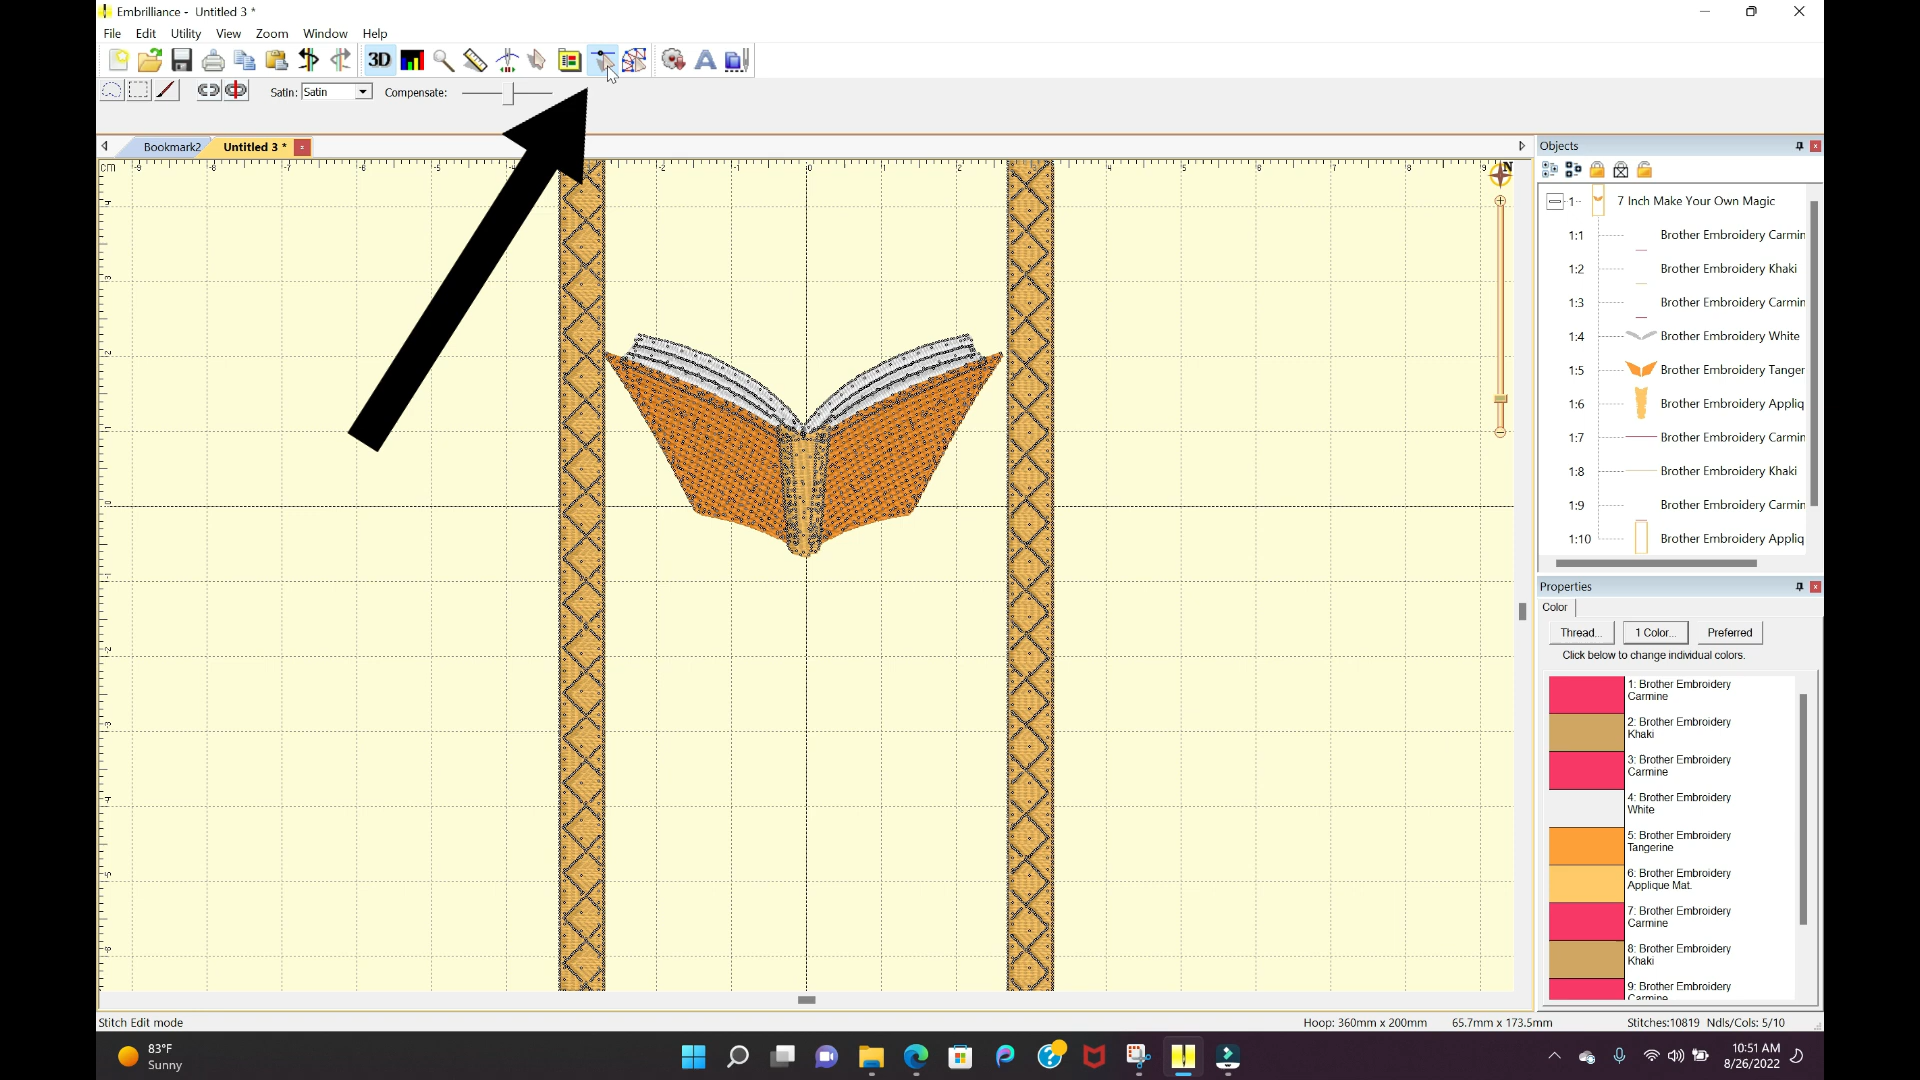 Embrilliance - Untitled 3 *
File Edit Utility View Zoom Window Help
3D A
Satin: Satin Compensate:
Bookmark2 Untitled 3 *
cm
N
Objects
1 7 Inch Make Your Own Magic
1:1 Brother Embroidery Carmin
1:2 Brother Embroidery Khaki
1:3 Brother Embroidery Carmin
1:4 Brother Embroidery White
1:5 Brother Embroidery Tanger
1:6 Brother Embroidery Appliq
1:7 Brother Embroidery Carmin
1:8 Brother Embroidery Khaki
1:9 Brother Embroidery Carmin
1:10 Brother Embroidery Appliq
Properties
Color
Thread... 1 Color... Preferred
Click below to change individual colors.
1: Brother Embroidery
Carmine
2: Brother Embroidery
Khaki
3: Brother Embroidery
Carmine
4: Brother Embroidery
White
5: Brother Embroidery
Tangerine
6: Brother Embroidery
Applique Mat.
7: Brother Embroidery
Carmine
8: Brother Embroidery
Khaki
9: Brother Embroidery
Carmine
Stitch Edit mode
Hoop: 360mm x 200mm 65.7mm x 173.5mm Stitches:10819 Ndls/Cols: 5/10
83°F
Sunny
10:51 AM
8/26/2022